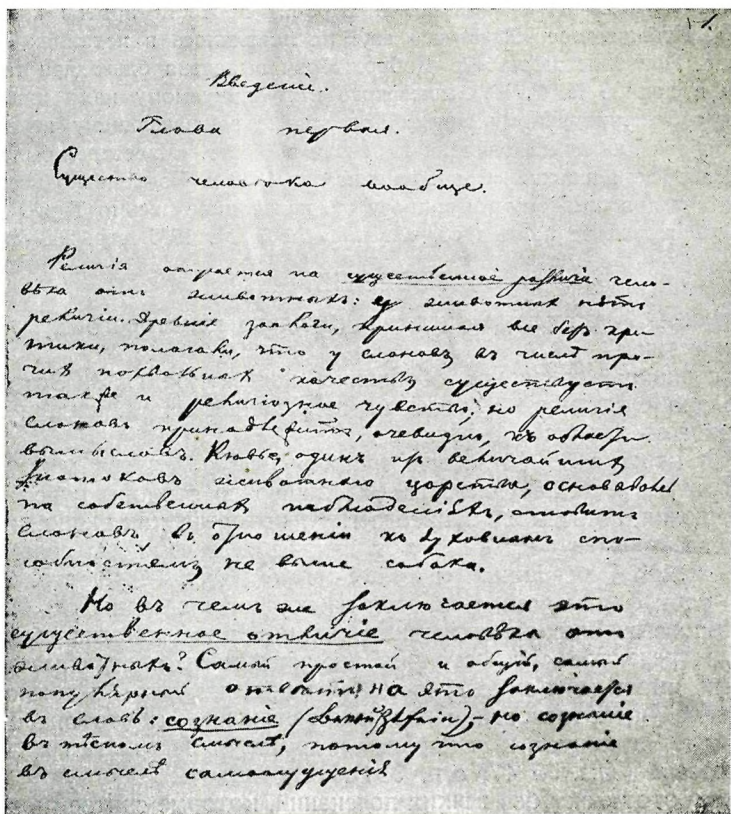 1.
Введеніе.
Глава первая.
Существо человѣка вообще.
Религія опирается на существенное различіе чело-
вѣка отъ животныхъ: у животныхъ нѣтъ
религіи. Древніе зоологи, принимая все безъ кри-
тики, полагали, что у слоновъ въ числѣ про-
чихъ похвальныхъ качествъ существуетъ
также и религіозное чувство; но религія
слоновъ принадлежитъ, очевидно, къ области
вымысловъ. Кювье, одинъ изъ величайшихъ
знатоковъ животнаго царства, основываясь
на собственныхъ наблюденіяхъ, ставитъ
слоновъ, въ отношеніи къ духовнымъ спо-
собностямъ, не выше собаки.
Но въ чемъ же заключается это
существенное отличіе человѣка отъ
животныхъ? Самый простой и общій, самый
популярный отвѣтъ на это заключается
въ словѣ: сознаніе (Bewußtsein),- но сознаніе
въ тѣсномъ смыслѣ, потому что сознаніе
въ смыслѣ самоощущенія